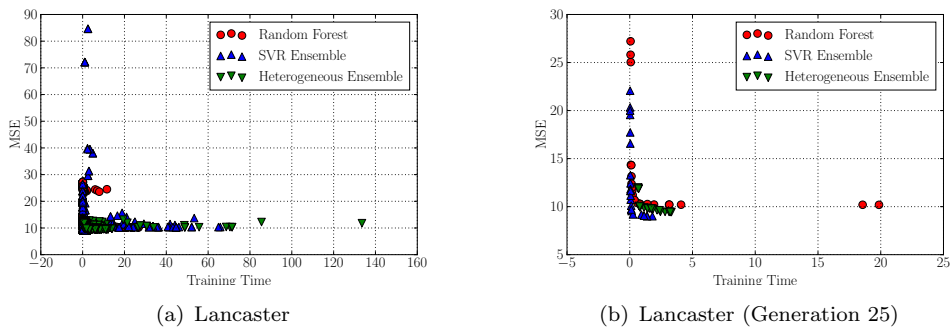 90
80
70
60
50
40
30
20
10
0
MSE
−20 0 20 40 60 80 100 120 140 160
Training Time
Random Forest
SVR Ensemble
Heterogeneous Ensemble
(a) Lancaster
30
25
20
15
10
5
MSE
−5 0 5 10 15 20 25
Training Time
Random Forest
SVR Ensemble
Heterogeneous Ensemble
(b) Lancaster (Generation 25)